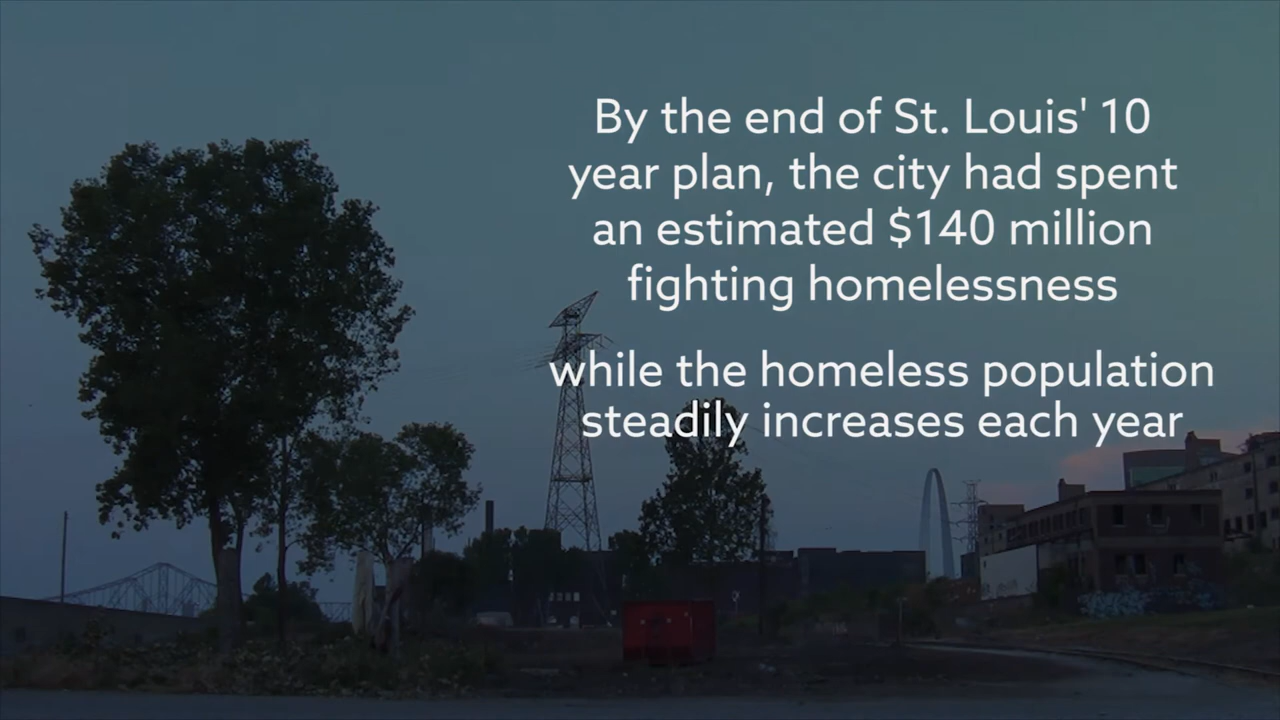 By the end of St. Louis' 10
year plan, the city had spent
an estimated $140 million
fighting homelessness
while the homeless population
steadily increases each year